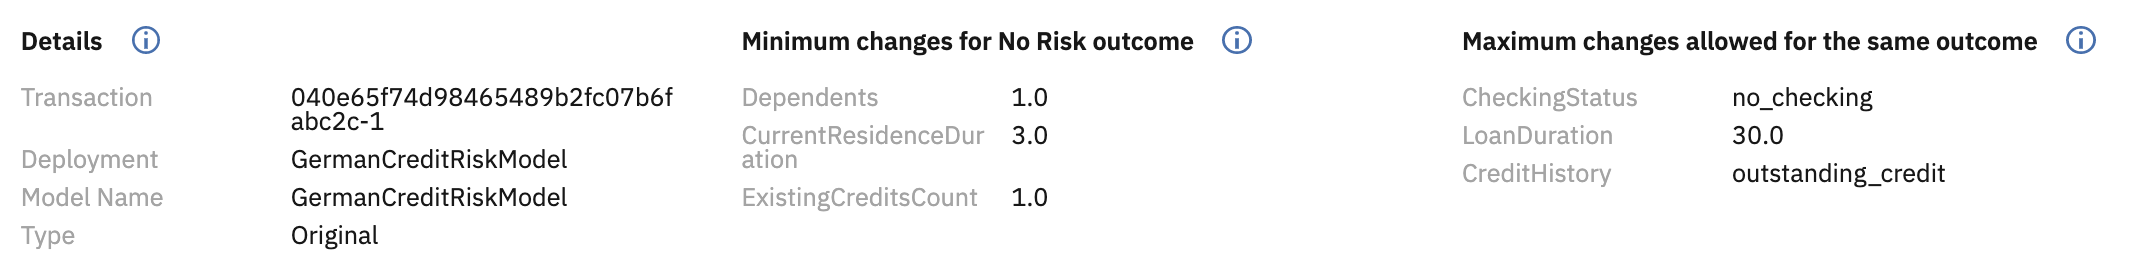 Details
Transaction 040e65f74d98465489b2fc07b6f
abc2c-1
Deployment GermanCreditRiskModel
Model Name GermanCreditRiskModel
Type Original
Minimum changes for No Risk outcome
Dependents 1.0
CurrentResidenceDur 3.0
ation
ExistingCreditsCount 1.0
Maximum changes allowed for the same outcome
CheckingStatus no_checking
LoanDuration 30.0
CreditHistory outstanding_credit